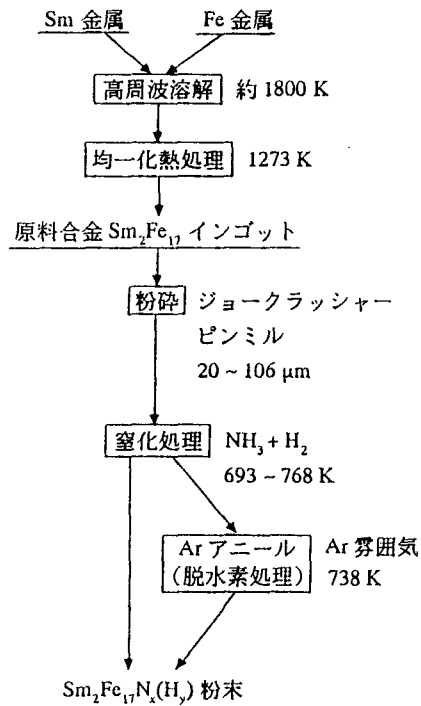 Sm 金属 Fe 金属
高周波溶解 約 1800 K
均一化熱処理 1273 K
原料合金 Sm₂Fe₁₇ インゴット
粉砕 ジョークラッシャー
ピンミル
20 ~ 106 μm
窒化処理 NH₃ + H₂
693 ~ 768 K
Ar アニール Ar 雰囲気
(脱水素処理) 738 K
Sm₂Fe₁₇Nₓ(Hᵧ) 粉末